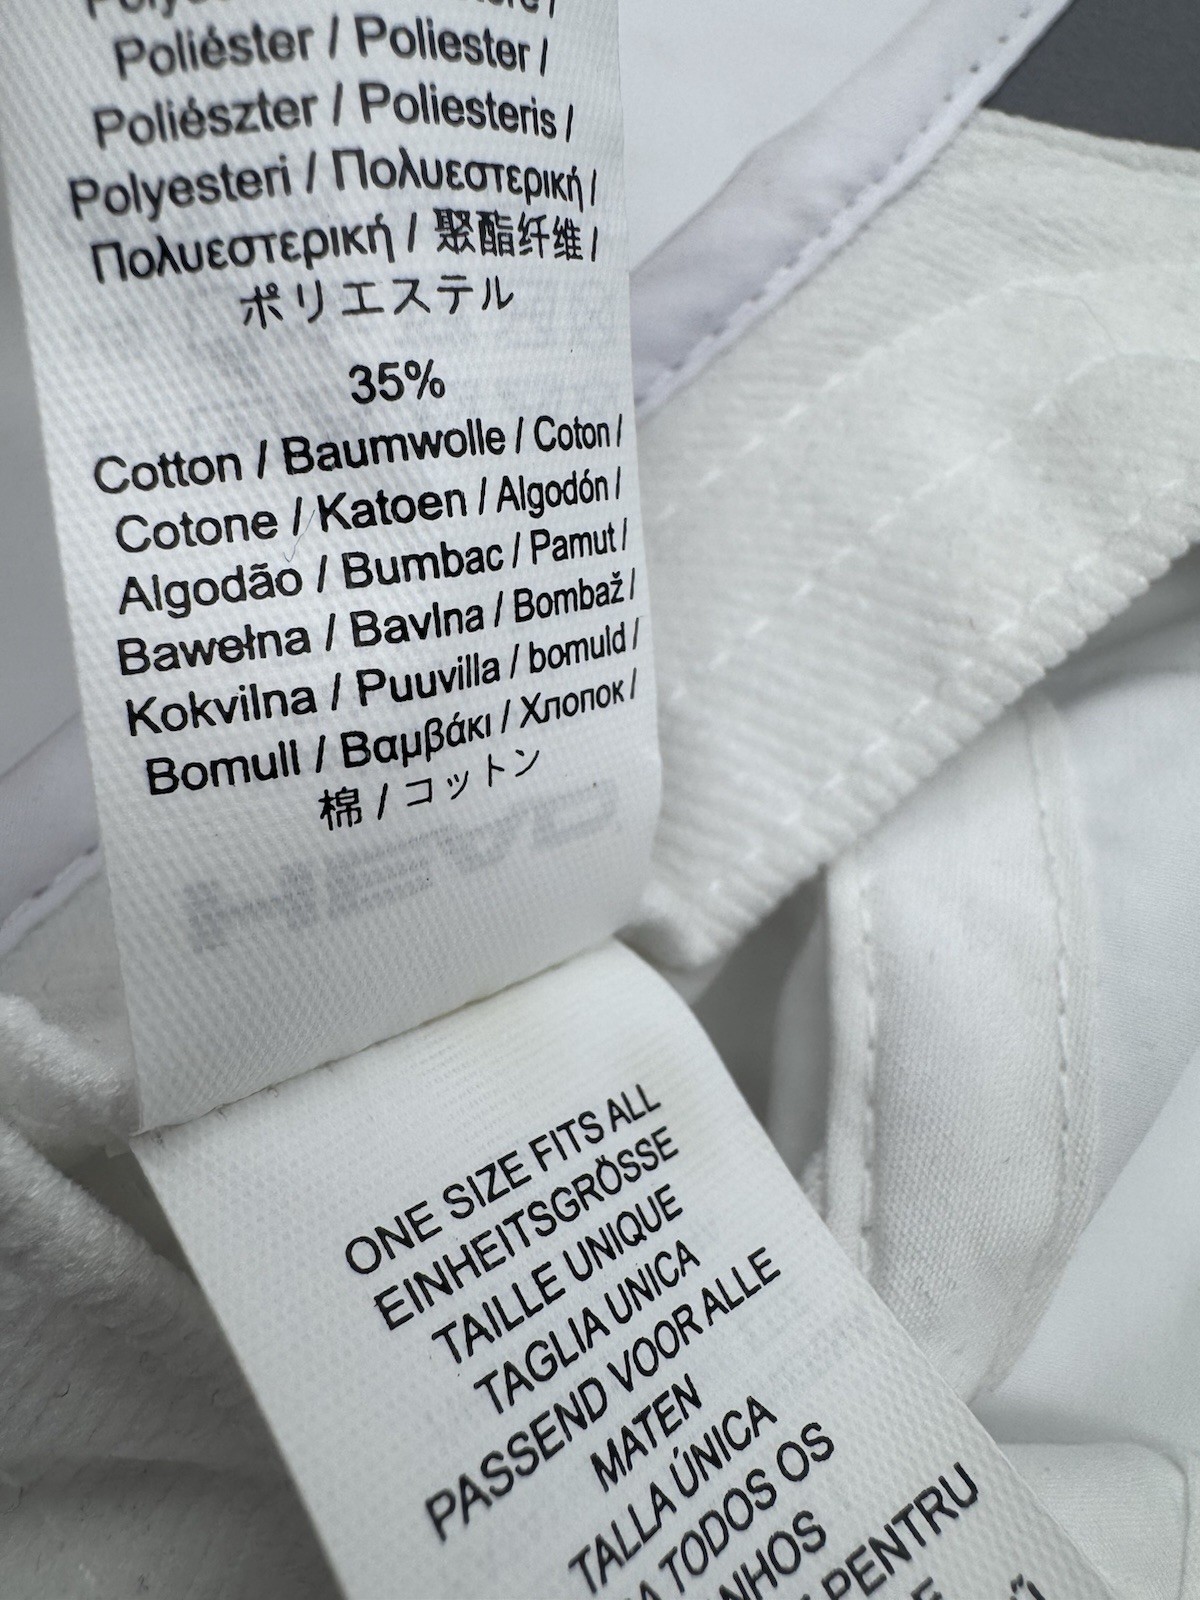 Poliéster / Poliester /
Poliészter / Poliesteris /
Polyesteri / Πολυεστερική /
Πολυεστερική / 聚酯纤维 /
ポリエステル
35%
Cotton / Baumwolle / Coton /
Cotone / Katoen / Algodón /
Algodão / Bumbac / Pamut /
Bawełna / Bavlna / Bombaž /
Kokvilna / Puuvilla / bomuld /
Bomull / Βαμβάκι / Хлопок /
棉 / コットン
ONE SIZE FITS ALL
EINHEITSGRÖSSE
TAILLE UNIQUE
TAGLIA UNICA
PASSEND VOOR ALLE
MATEN
TALLA ÚNICA
TODOS OS
PENTRU